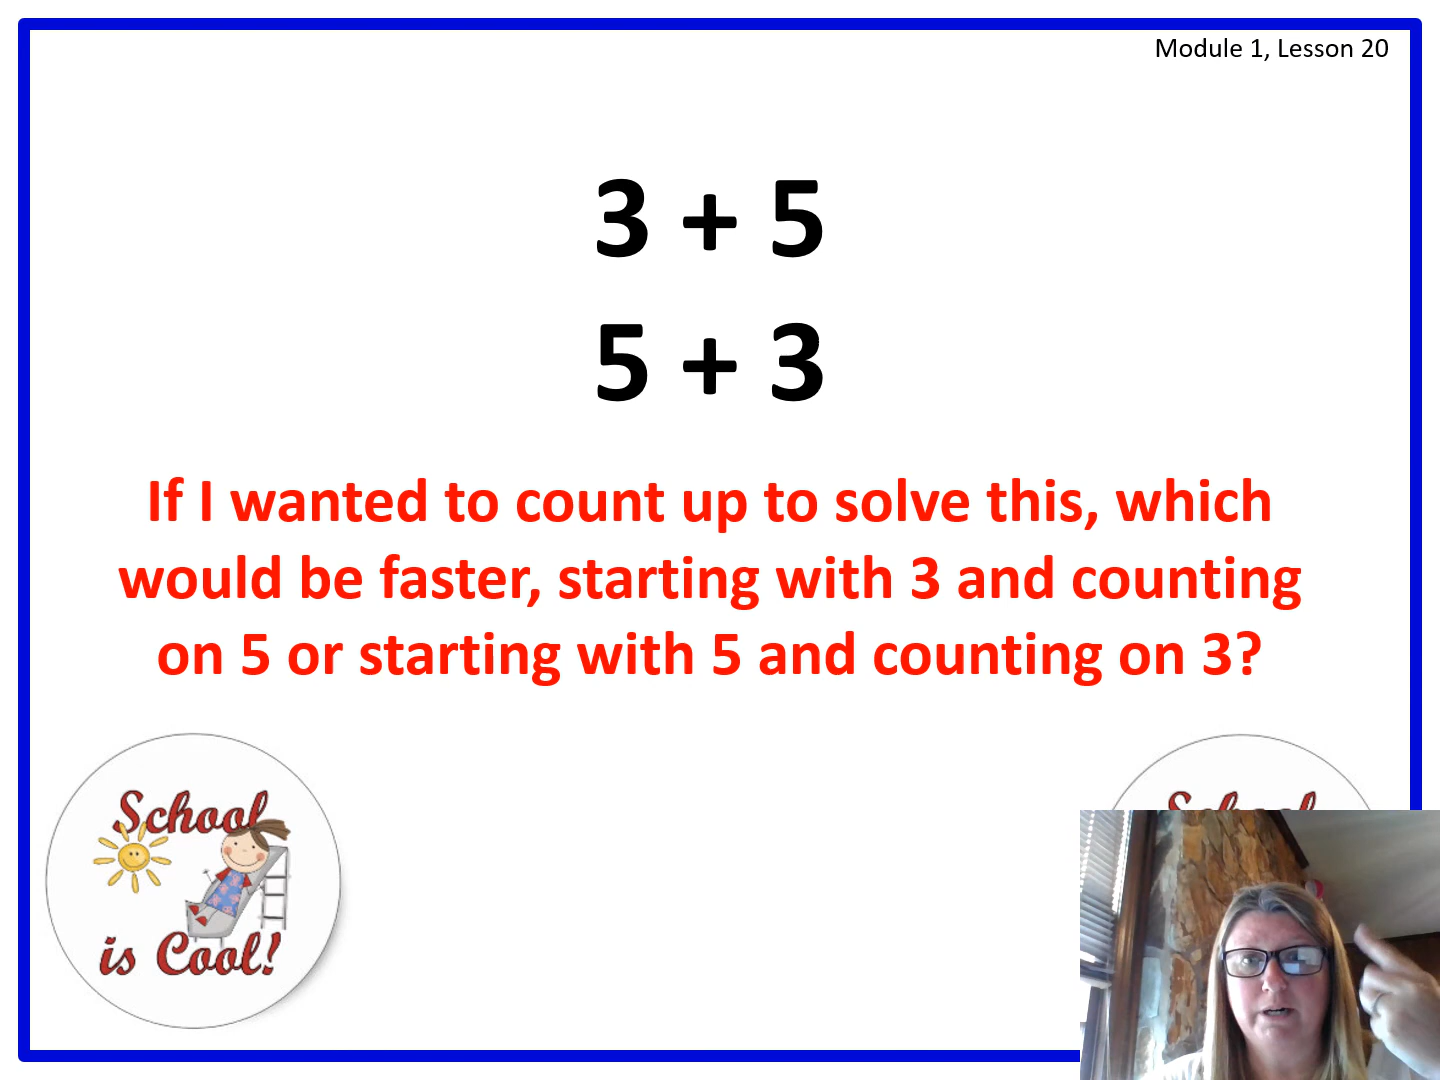 Module 1, Lesson 20
3 + 5
5 + 3
If I wanted to count up to solve this, which
would be faster, starting with 3 and counting
on 5 or starting with 5 and counting on 3?
School
is Cool!
School